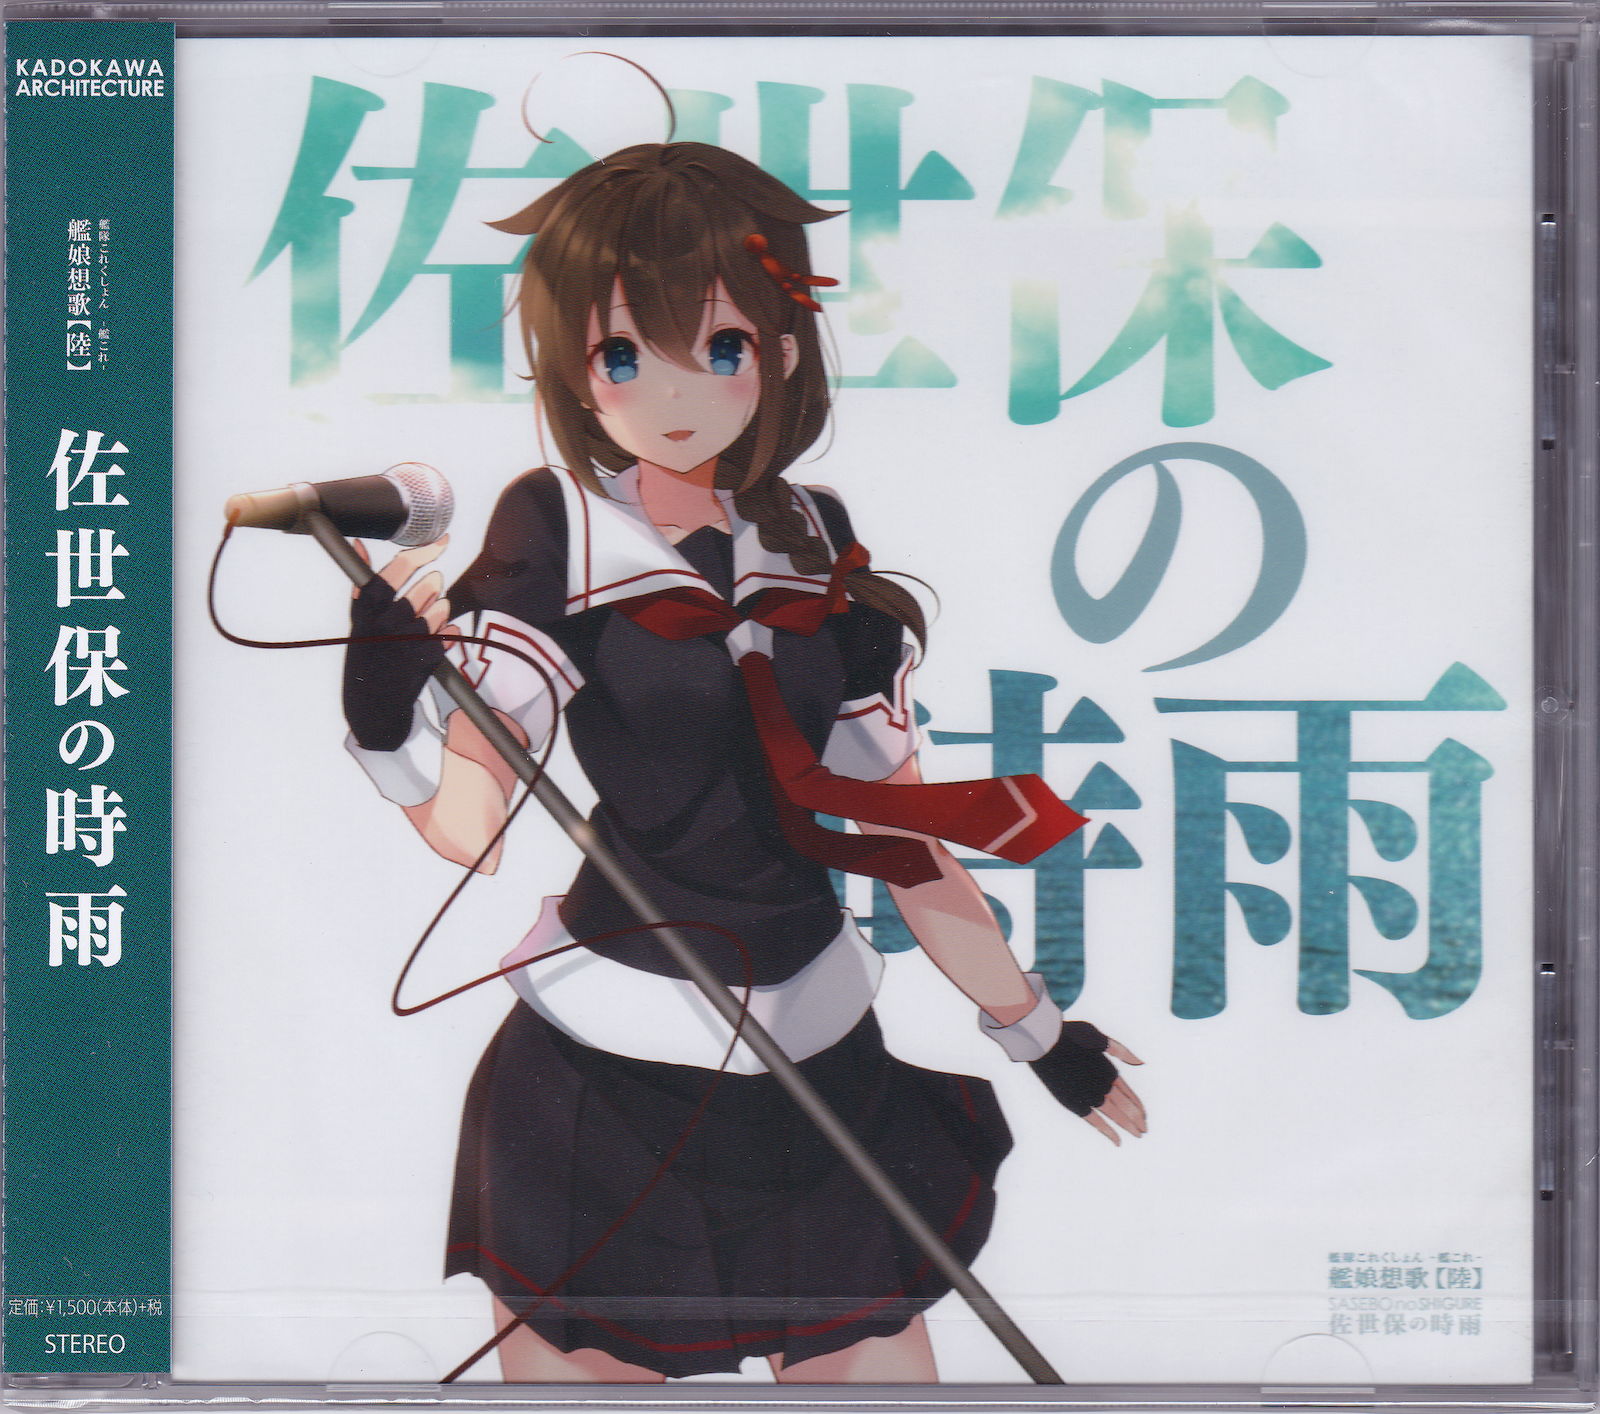 KADOKAWA
ARCHITECTURE
艦隊これくしょん -艦これ-
艦娘想歌【陸】
佐世保の時雨
定価:¥1,500(本体)+税
STEREO
佐世保
の
時雨
艦隊これくしょん -艦これ-
艦娘想歌【陸】
SASEBO no SHIGURE
佐世保の時雨